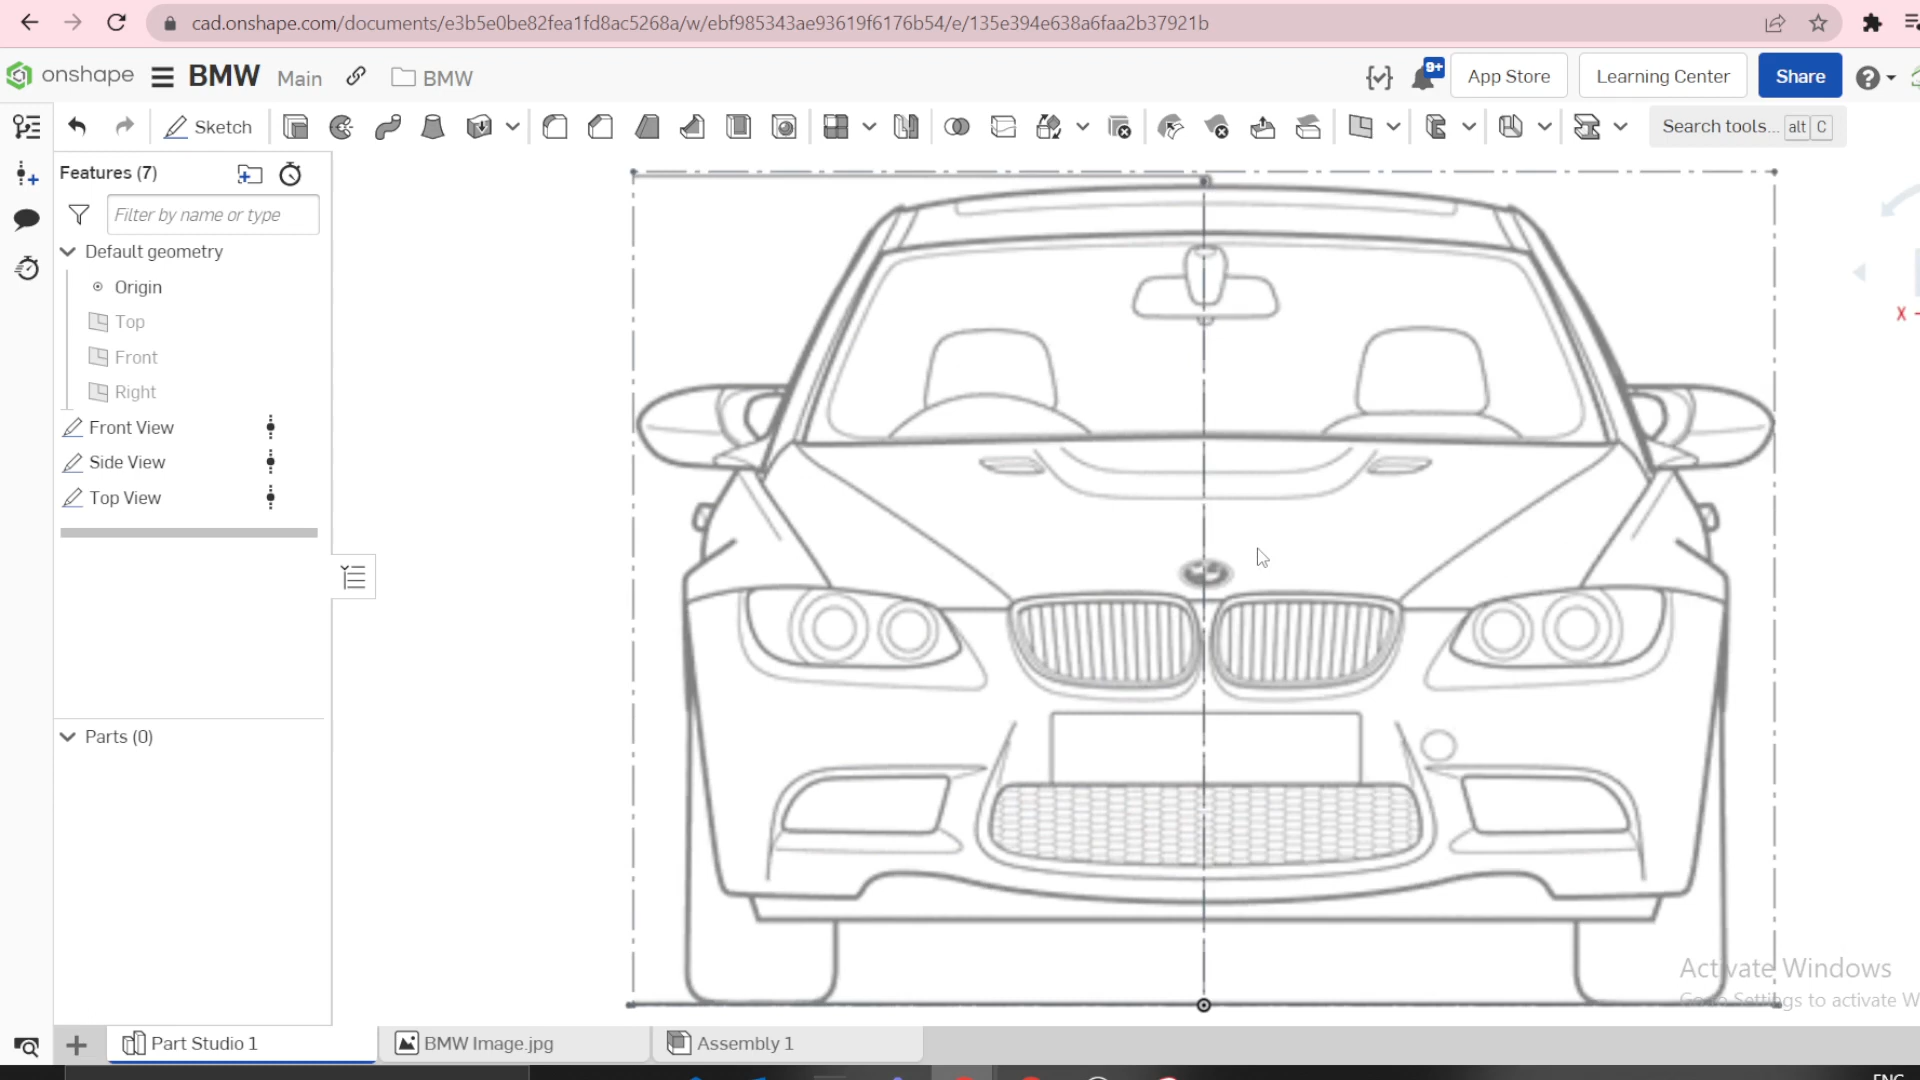 cad.onshape.com/documents/e3b5e0be82fea1fd8ac5268a/w/ebf985343ae93619f6176b54/e/135e394e638a6faa2b37921b
onshape BMW Main BMW 9+ App Store Learning Center Share ?
Sketch Search tools... alt C
Features (7)
Filter by name or type
Default geometry
Origin
Top
Front
Right
Front View
Side View
Top View
Parts (0)
X
Activate Windows
Go to Settings to activate W
Part Studio 1 BMW Image.jpg Assembly 1
ENG